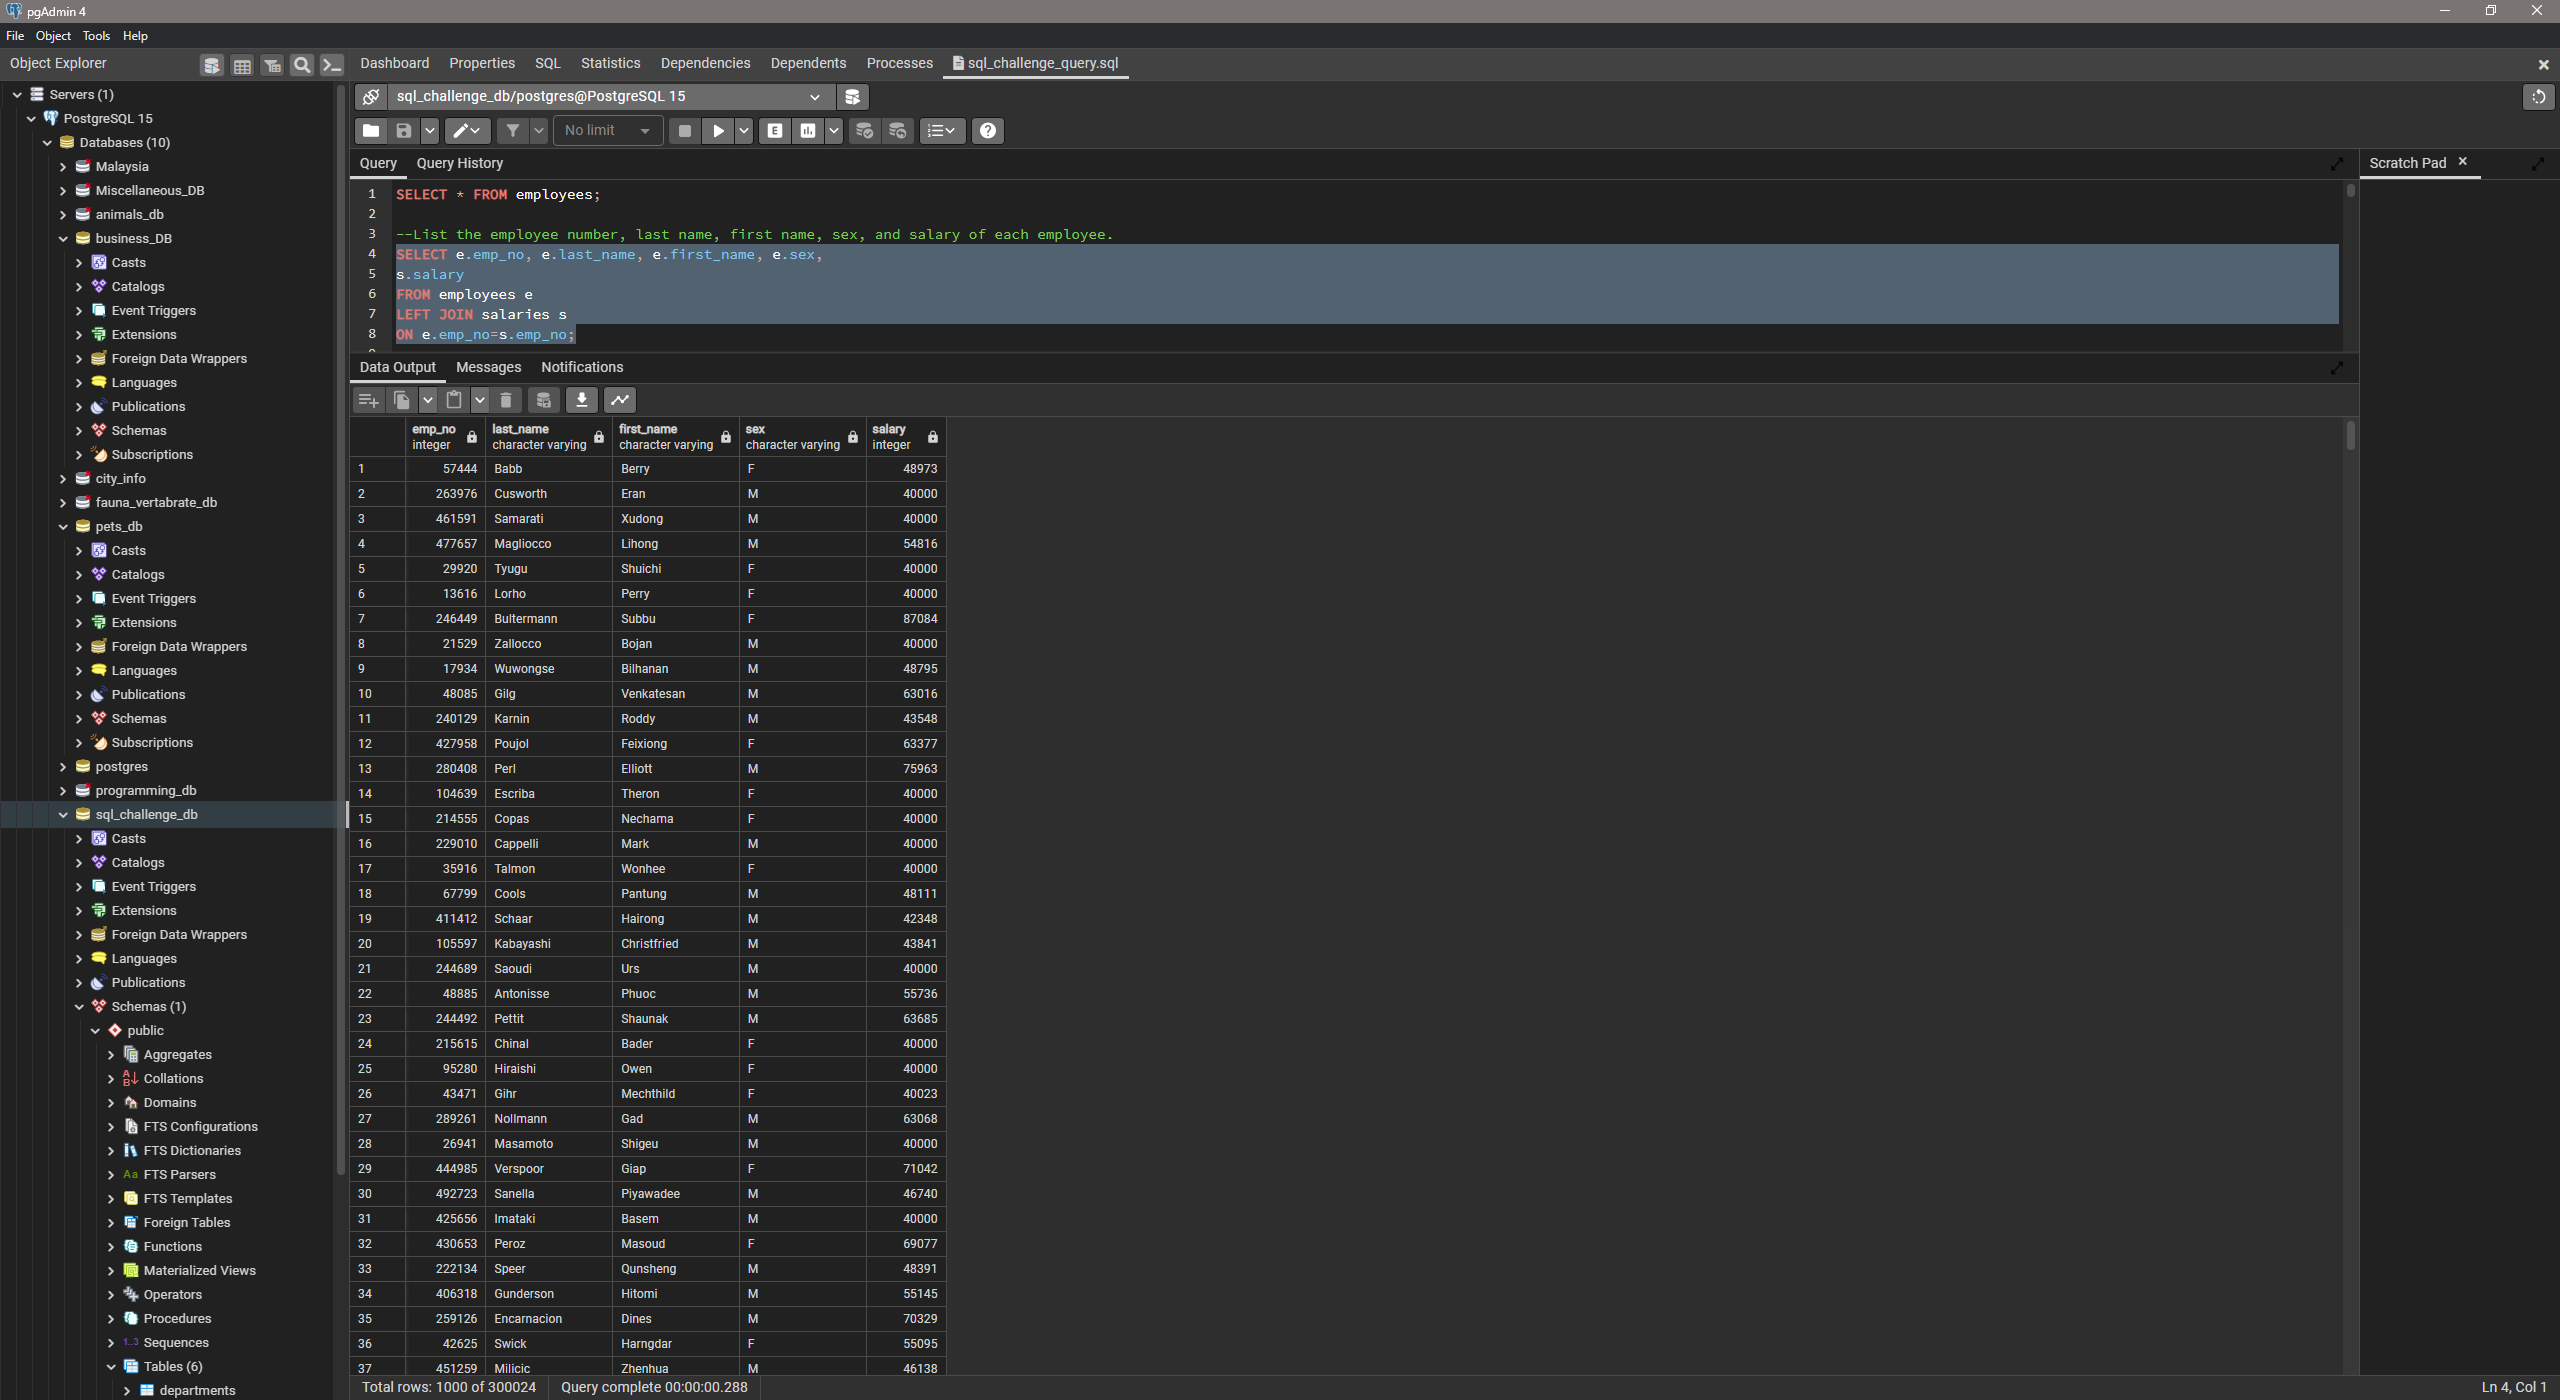 pgAdmin 4
File Object Tools Help
Object Explorer
Dashboard Properties SQL Statistics Dependencies Dependents Processes sql_challenge_query.sql
Servers (1)
PostgreSQL 15
Databases (10)
Malaysia
Miscellaneous_DB
animals_db
business_DB
Casts
Catalogs
Event Triggers
Extensions
Foreign Data Wrappers
Languages
Publications
Schemas
Subscriptions
city_info
fauna_vertabrate_db
pets_db
Casts
Catalogs
Event Triggers
Extensions
Foreign Data Wrappers
Languages
Publications
Schemas
Subscriptions
postgres
programming_db
sql_challenge_db
Casts
Catalogs
Event Triggers
Extensions
Foreign Data Wrappers
Languages
Publications
Schemas (1)
public
Aggregates
Collations
Domains
FTS Configurations
FTS Dictionaries
Aa FTS Parsers
FTS Templates
Foreign Tables
Functions
Materialized Views
Operators
Procedures
1..3 Sequences
Tables (6)
departments
sql_challenge_db/postgres@PostgreSQL 15
No limit
E
Query Query History
Scratch Pad
1 SELECT * FROM employees;
2
3 --List the employee number, last name, first name, sex, and salary of each employee.
4 SELECT e.emp_no, e.last_name, e.first_name, e.sex,
5 s.salary
6 FROM employees e
7 LEFT JOIN salaries s
8 ON e.emp_no=s.emp_no;
Data Output Messages Notifications
emp_no last_name first_name sex salary
integer character varying character varying character varying integer
1 57444 Babb Berry F 48973
2 263976 Cusworth Eran M 40000
3 461591 Samarati Xudong M 40000
4 477657 Magliocco Lihong M 54816
5 29920 Tyugu Shuichi F 40000
6 13616 Lorho Perry F 40000
7 246449 Bultermann Subbu F 87084
8 21529 Zallocco Bojan M 40000
9 17934 Wuwongse Bilhanan M 48795
10 48085 Gilg Venkatesan M 63016
11 240129 Karnin Roddy M 43548
12 427958 Poujol Feixiong F 63377
13 280408 Perl Elliott M 75963
14 104639 Escriba Theron F 40000
15 214555 Copas Nechama F 40000
16 229010 Cappelli Mark M 40000
17 35916 Talmon Wonhee F 40000
18 67799 Cools Pantung M 48111
19 411412 Schaar Hairong M 42348
20 105597 Kabayashi Christfried M 43841
21 244689 Saoudi Urs M 40000
22 48885 Antonisse Phuoc M 55736
23 244492 Pettit Shaunak M 63685
24 215615 Chinal Bader F 40000
25 95280 Hiraishi Owen F 40000
26 43471 Gihr Mechthild F 40023
27 289261 Nollmann Gad M 63068
28 26941 Masamoto Shigeu M 40000
29 444985 Verspoor Giap F 71042
30 492723 Sanella Piyawadee M 46740
31 425656 Imataki Basem M 40000
32 430653 Peroz Masoud F 69077
33 222134 Speer Qunsheng M 48391
34 406318 Gunderson Hitomi M 55145
35 259126 Encarnacion Dines M 70329
36 42625 Swick Harngdar F 55095
37 451259 Milicic Zhenhua M 46138
Total rows: 1000 of 300024 Query complete 00:00:00.288 Ln 4, Col 1